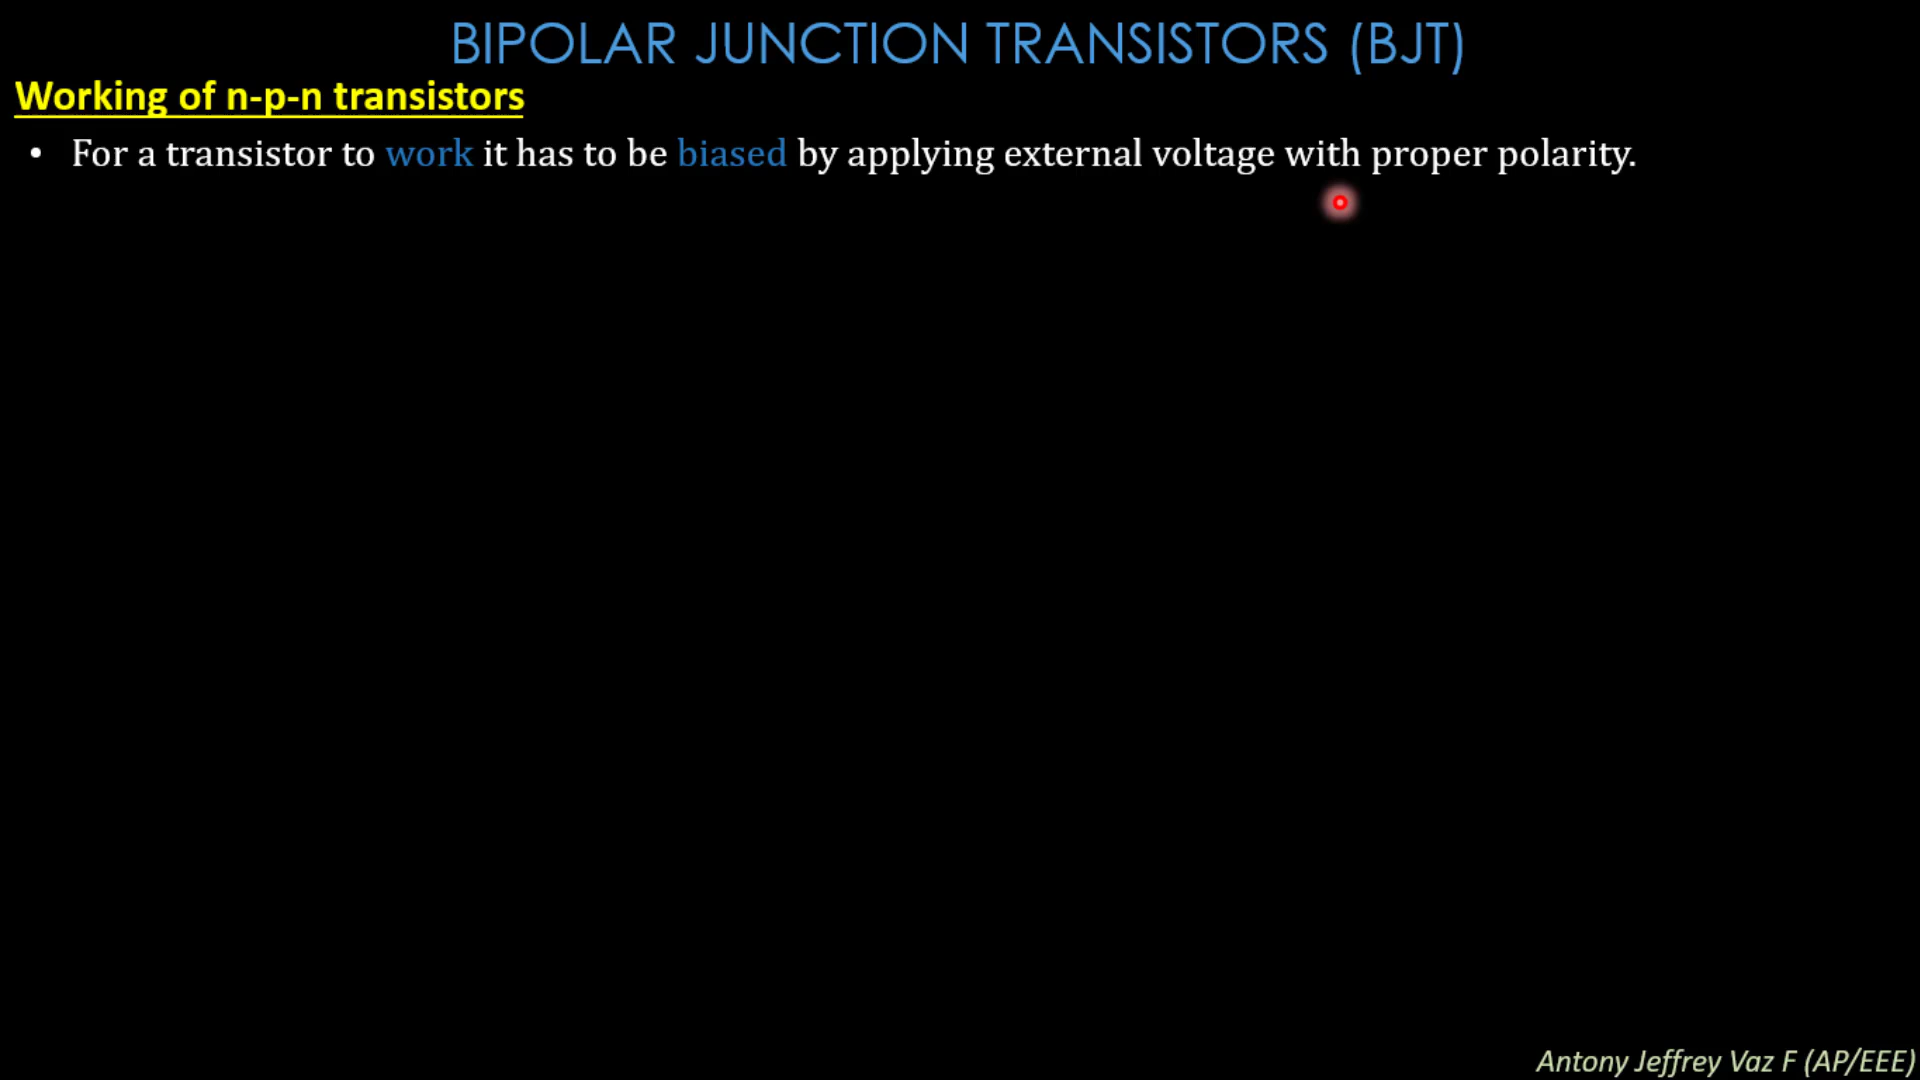 BIPOLAR JUNCTION TRANSISTORS (BJT)
Working of n-p-n transistors
• For a transistor to work it has to be biased by applying external voltage with proper polarity.
Antony Jeffrey Vaz F (AP/EEE)